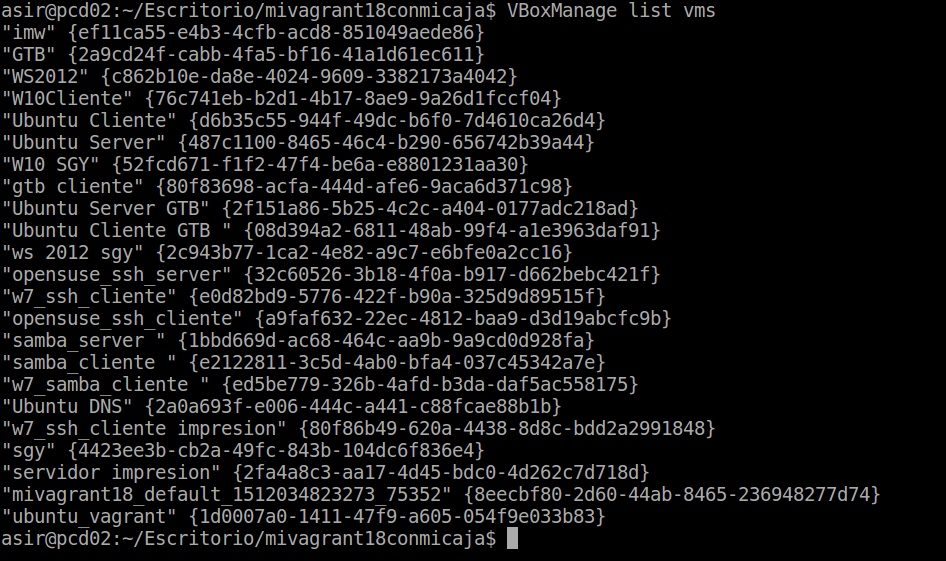 asir@pcd02:~/Escritorio/mivagrant18conmicaja$ VBoxManage list vms
"imw" {ef11ca55-e4b3-4cfb-acd8-851049aede86}
"GTB" {2a9cd24f-cabb-4fa5-bf16-41a1d61ec611}
"WS2012" {c862b10e-da8e-4024-9609-3382173a4042}
"W10Cliente" {76c741eb-b2d1-4b17-8ae9-9a26d1fccf04}
"Ubuntu Cliente" {d6b35c55-944f-49dc-b6f0-7d4610ca26d4}
"Ubuntu Server" {487c1100-8465-46c4-b290-656742b39a44}
"W10 SGY" {52fcd671-f1f2-47f4-be6a-e8801231aa30}
"gtb cliente" {80f83698-acfa-444d-afe6-9aca6d371c98}
"Ubuntu Server GTB" {2f151a86-5b25-4c2c-a404-0177adc218ad}
"Ubuntu Cliente GTB " {08d394a2-6811-48ab-99f4-a1e3963daf91}
"ws 2012 sgy" {2c943b77-1ca2-4e82-a9c7-e6bfe0a2cc16}
"opensuse_ssh_server" {32c60526-3b18-4f0a-b917-d662bebc421f}
"w7_ssh_cliente" {e0d82bd9-5776-422f-b90a-325d9d89515f}
"opensuse_ssh_cliente" {a9faf632-22ec-4812-baa9-d3d19abcfc9b}
"samba_server " {1bbd669d-ac68-464c-aa9b-9a9cd0d928fa}
"samba_cliente " {e2122811-3c5d-4ab0-bfa4-037c45342a7e}
"w7_samba_cliente " {ed5be779-326b-4afd-b3da-daf5ac558175}
"Ubuntu DNS" {2a0a693f-e006-444c-a441-c88fcae88b1b}
"w7_ssh_cliente impresion" {80f86b49-620a-4438-8d8c-bdd2a2991848}
"sgy" {4423ee3b-cb2a-49fc-843b-104dc6f836e4}
"servidor impresion" {2fa4a8c3-aa17-4d45-bdc0-4d262c7d718d}
"mivagrant18_default_1512034823273_75352" {8eecbf80-2d60-44ab-8465-236948277d74}
"ubuntu_vagrant" {1d0007a0-1411-47f9-a605-054f9e033b83}
asir@pcd02:~/Escritorio/mivagrant18conmicaja$